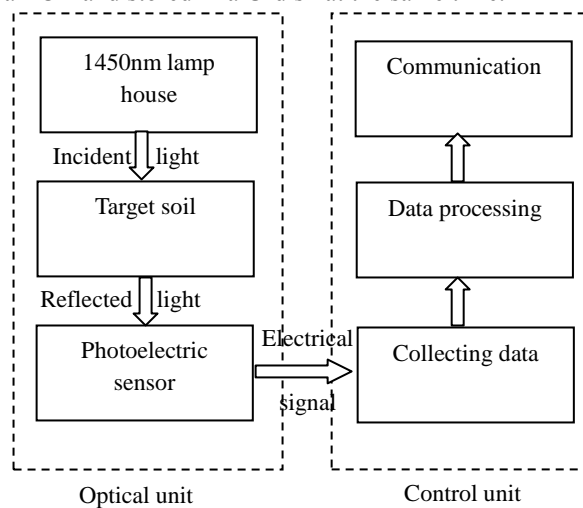 1450nm lamp
house
Incident light
Target soil
Reflected light
Photoelectric
sensor
Optical unit
Electrical
signal
Communication
Data processing
Collecting data
Control unit